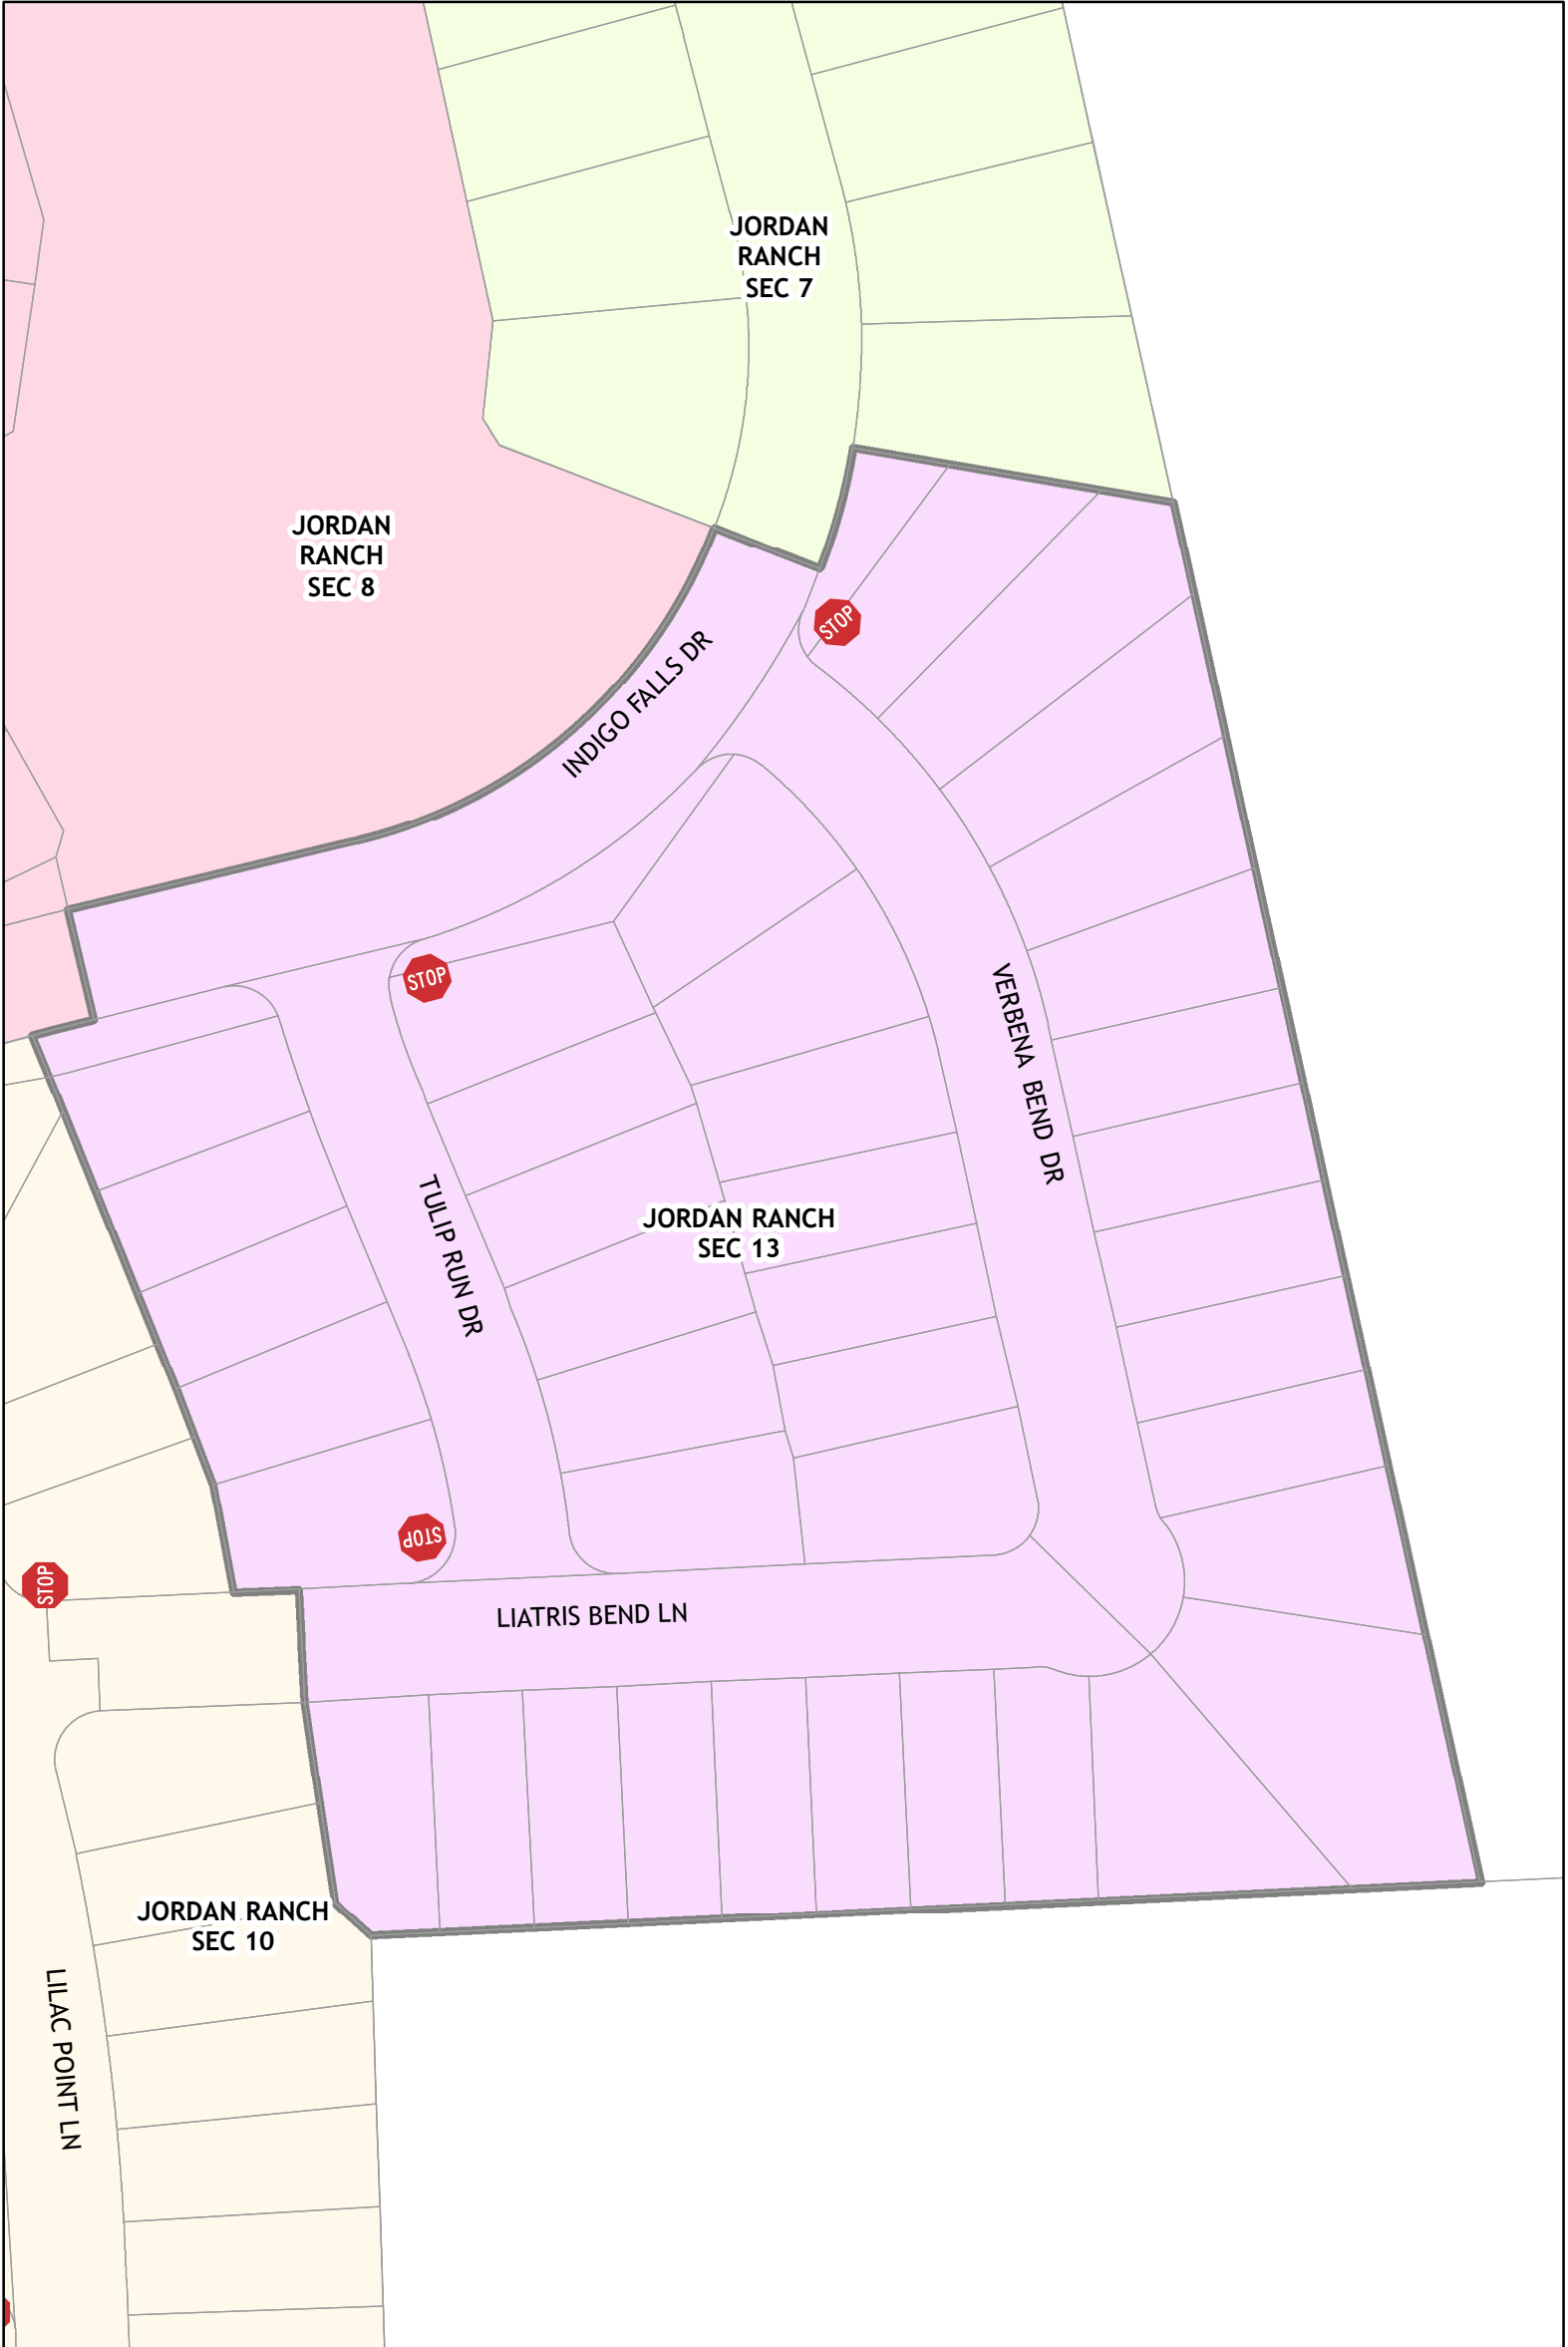 JORDAN
RANCH
SEC 7
JORDAN
RANCH
SEC 8
STOP
INDIGO FALLS DR
STOP
VERBENA BEND DR
TULIP RUN DR
JORDAN RANCH
SEC 13
STOP
STOP
LIATRIS BEND LN
JORDAN RANCH
SEC 10
LILAC POINT LN